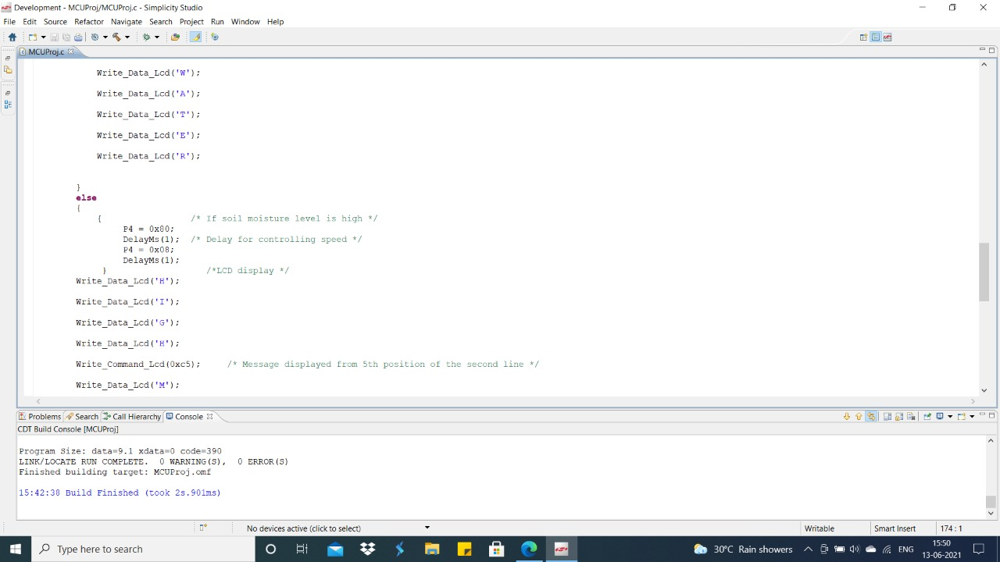 Development - MCUProj/MCUProj.c - Simplicity Studio
File Edit Source Refactor Navigate Search Project Run Window Help
MCUProj.c
Write_Data_Lcd('W');
Write_Data_Lcd('A');
Write_Data_Lcd('T');
Write_Data_Lcd('E');
Write_Data_Lcd('R');
}
else
{
{ /* If soil moisture level is high */
P4 = 0x80;
DelayMs(1); /* Delay for controlling speed */
P4 = 0x08;
DelayMs(1);
} /*LCD display */
Write_Data_Lcd('H');
Write_Data_Lcd('I');
Write_Data_Lcd('G');
Write_Data_Lcd('H');
Write_Command_Lcd(0xc5); /* Message displayed from 5th position of the second line */
Write_Data_Lcd('M');
Problems Search Call Hierarchy Console
CDT Build Console [MCUProj]
Program Size: data=9.1 xdata=0 code=390
LINK/LOCATE RUN COMPLETE. 0 WARNING(S), 0 ERROR(S)
Finished building target: MCUProj.omf
15:42:38 Build Finished (took 2s.901ms)
No devices active (click to select) Writable Smart Insert 174 : 1
Type here to search 30°C Rain showers ENG 15:50
13-06-2021